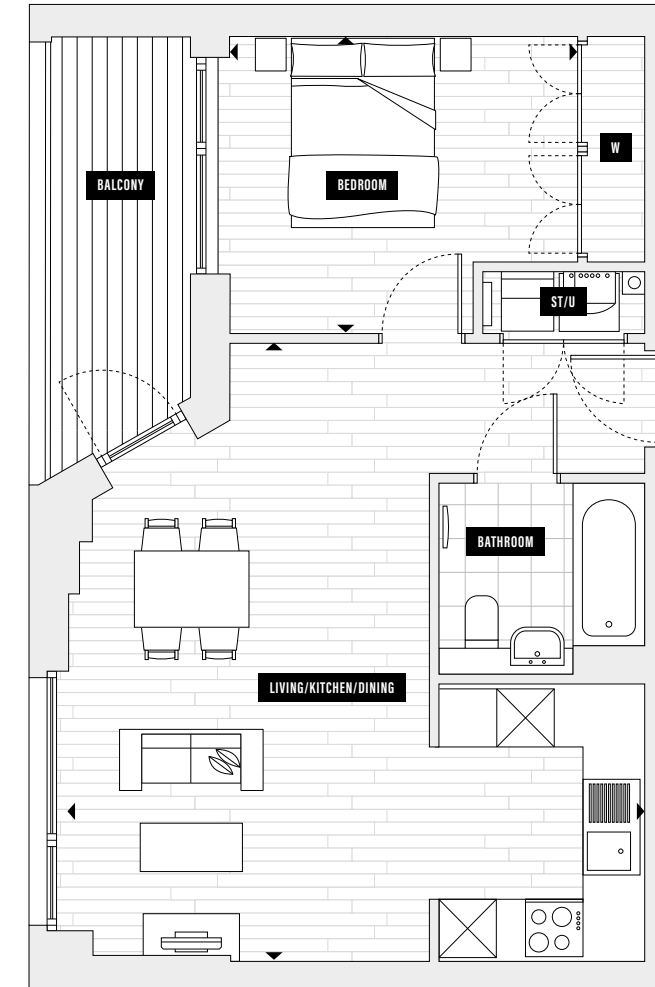 W
BALCONY
BEDROOM
ST/U
BATHROOM
LIVING/KITCHEN/DINING